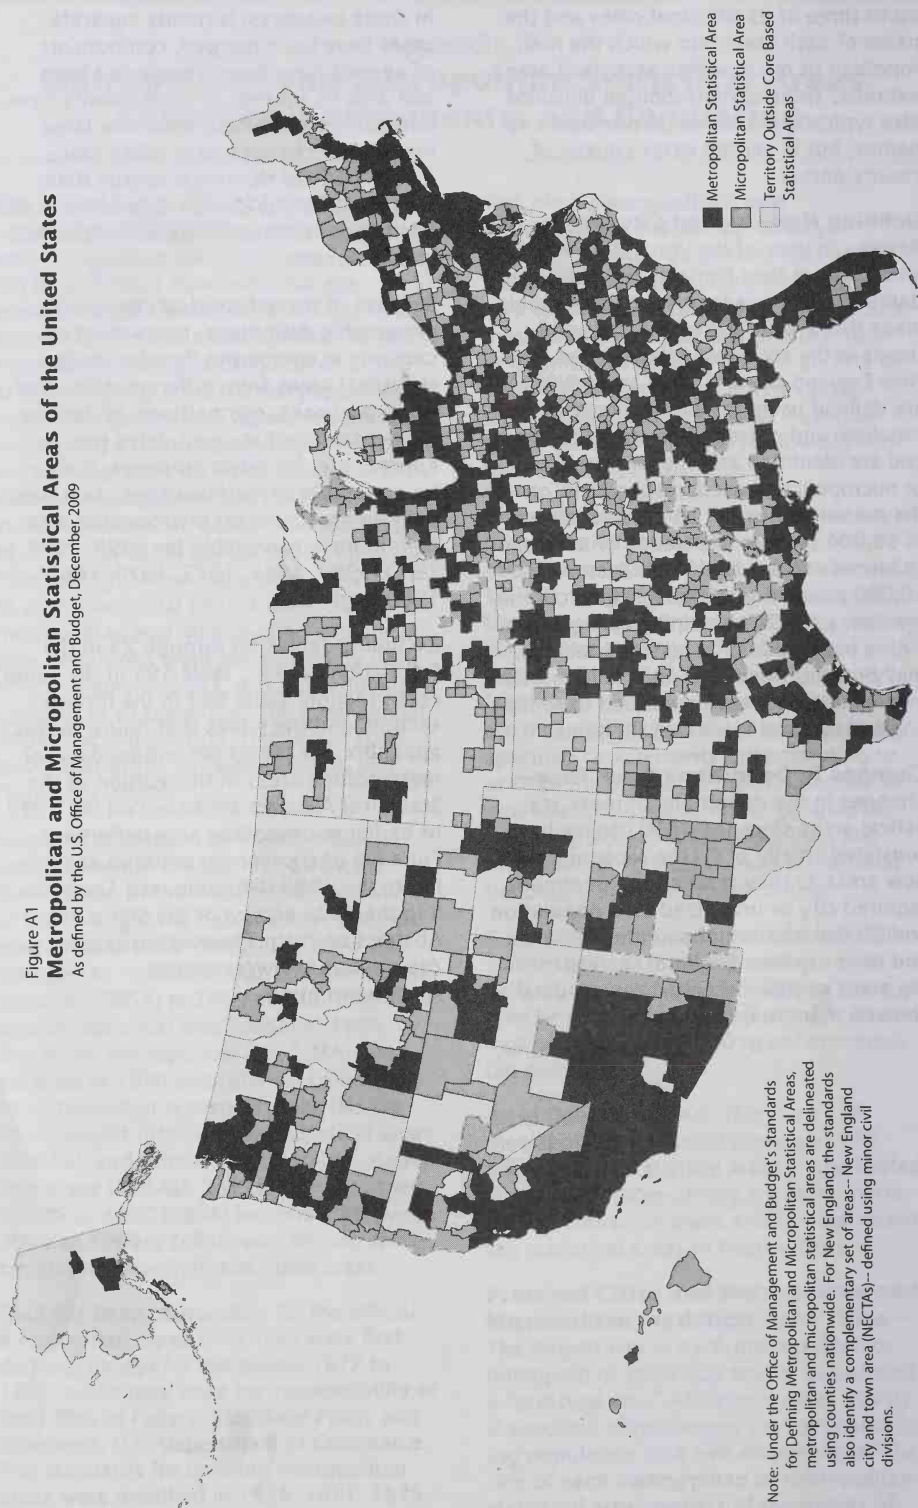 Figure A1
Metropolitan and Micropolitan Statistical Areas of the United States
As defined by the U.S. Office of Management and Budget, December 2009
Metropolitan Statistical Area
Micropolitan Statistical Area
Territory Outside Core Based
Statistical Areas
Note: Under the Office of Management and Budget's Standards
for Defining Metropolitan and Micropolitan Statistical Areas,
metropolitan and micropolitan statistical areas are delineated
using counties nationwide. For New England, the standards
also identify a complementary set of areas-- New England
city and town area (NECTAs)-- defined using minor civil
divisions.